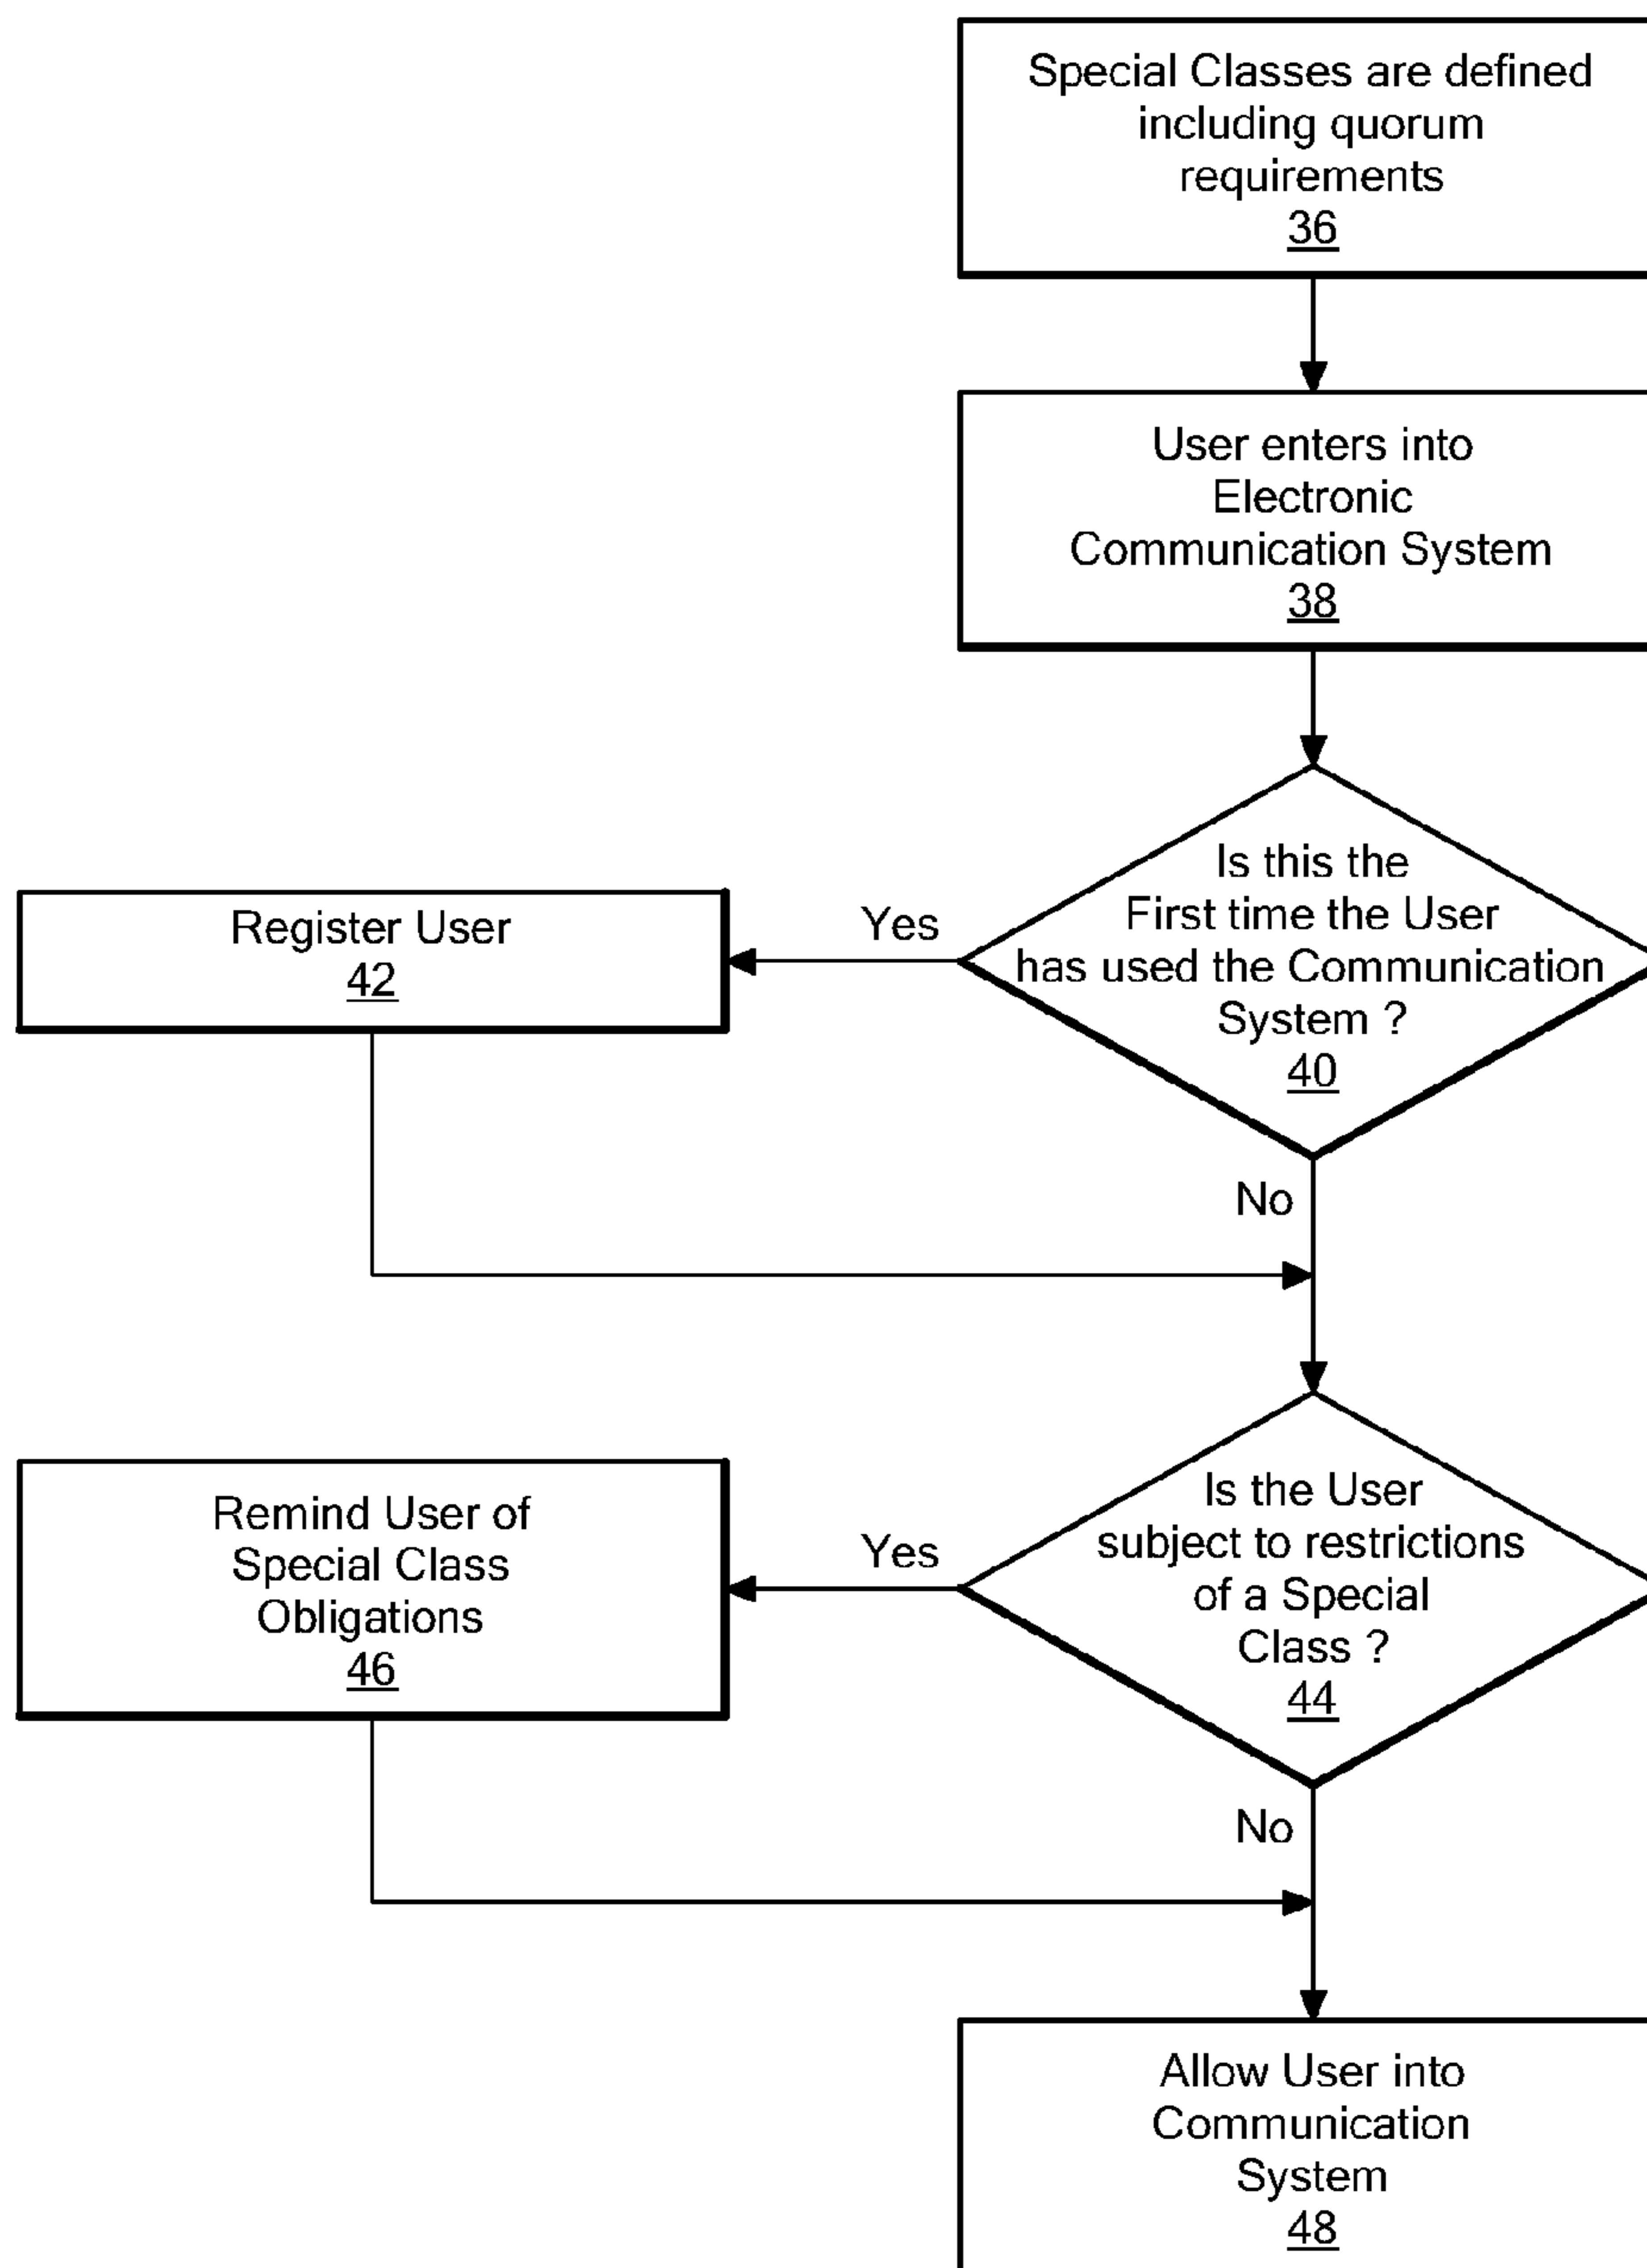 Special Classes are defined
including quorum
requirements
36
User enters into
Electronic
Communication System
38
Is this the
First time the User
has used the Communication
System ?
40
Yes
Register User
42
No
Is the User
subject to restrictions
of a Special
Class ?
44
Yes
Remind User of
Special Class
Obligations
46
No
Allow User into
Communication
System
48